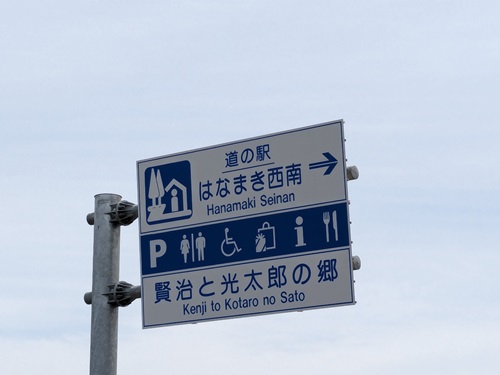 道の駅
はなまき西南
Hanamaki Seinan
P
賢治と光太郎の郷
Kenji to Kotaro no Sato